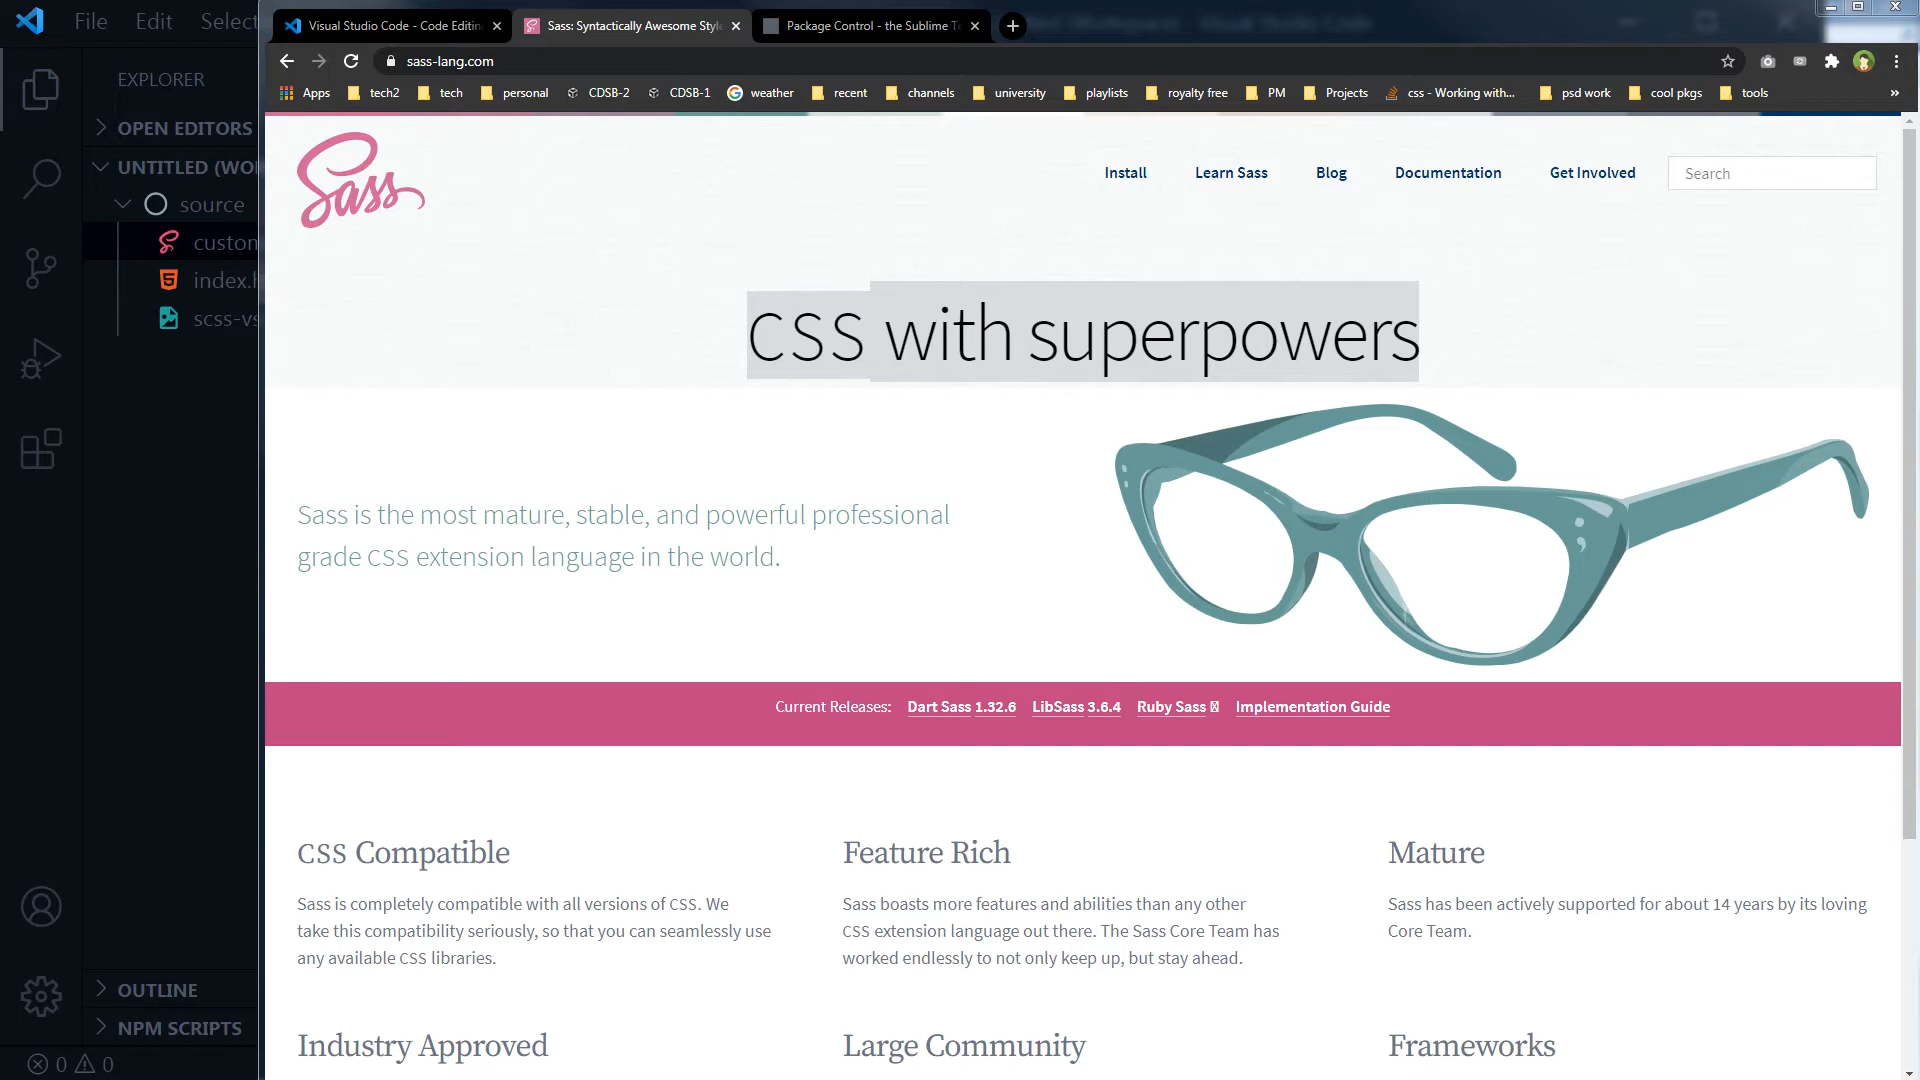 File Edit Selec
Visual Studio Code - Code Editin
Sass: Syntactically Awesome Style
Package Control - the Sublime Te
sass-lang.com
Apps tech2 tech personal CDSB-2 CDSB-1 weather recent channels university playlists royalty free PM Projects css - Working with... psd work cool pkgs tools »
EXPLORER
OPEN EDITORS
UNTITLED (WO
source
custom
index.h
scss-vs
OUTLINE
NPM SCRIPTS
0 0
Sass
Install Learn Sass Blog Documentation Get Involved Search
CSS with superpowers
Sass is the most mature, stable, and powerful professional
grade CSS extension language in the world.
Current Releases: Dart Sass 1.32.6 LibSass 3.6.4 Ruby Sass Implementation Guide
CSS Compatible
Sass is completely compatible with all versions of CSS. We
take this compatibility seriously, so that you can seamlessly use
any available CSS libraries.
Feature Rich
Sass boasts more features and abilities than any other
CSS extension language out there. The Sass Core Team has
worked endlessly to not only keep up, but stay ahead.
Mature
Sass has been actively supported for about 14 years by its loving
Core Team.
Industry Approved
Large Community
Frameworks